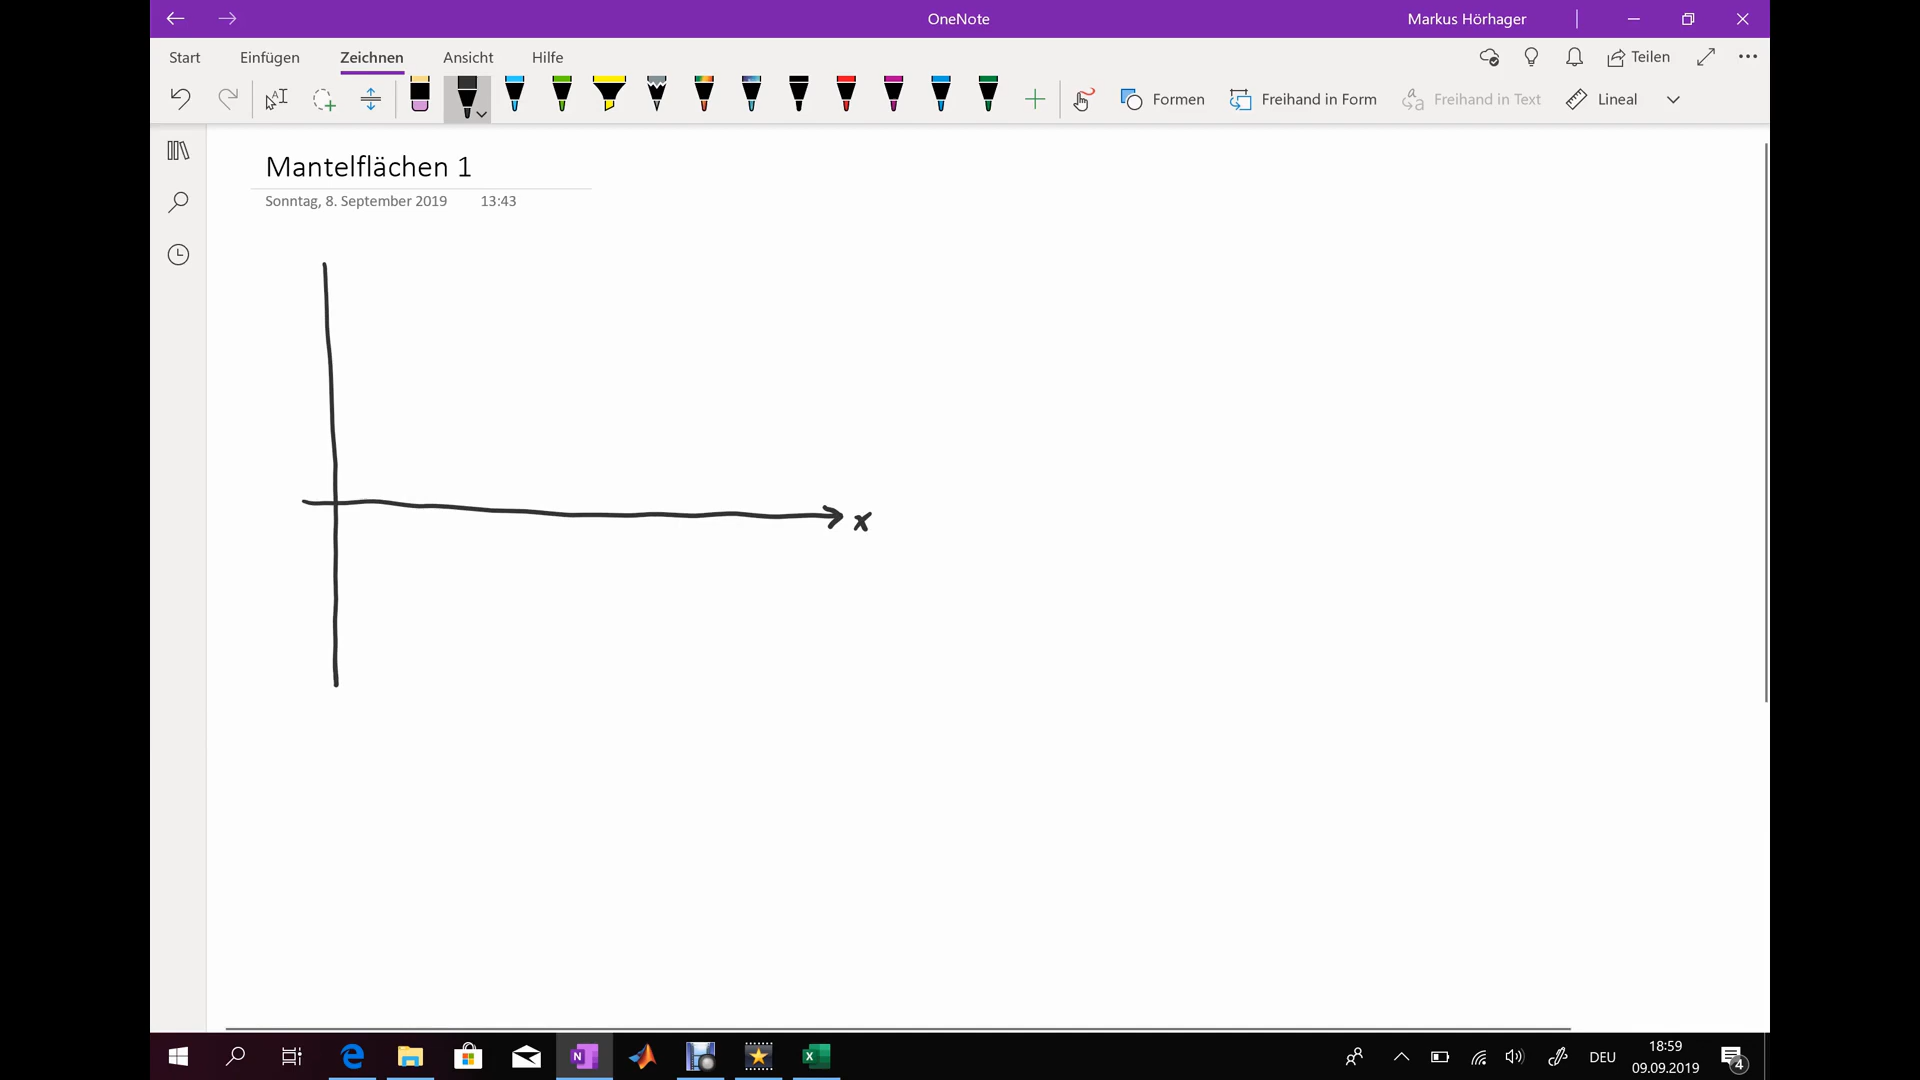 OneNote
Markus Hörhager
Start Einfügen Zeichnen Ansicht Hilfe
Teilen
Formen Freihand in Form Freihand in Text Lineal
Mantelflächen 1
Sonntag, 8. September 2019 13:43
x
DEU
18:59
09.09.2019
4